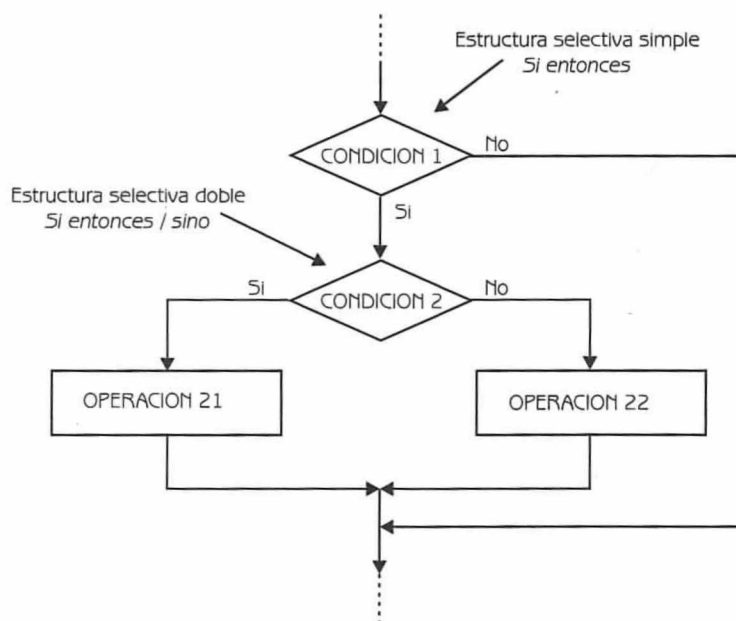 Estructura selectiva simple
Si entonces
CONDICION 1
No
Estructura selectiva doble
Si entonces / sino
Si
CONDICION 2
Si
No
OPERACION 21
OPERACION 22